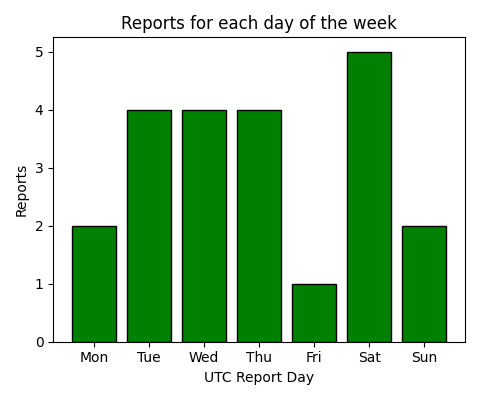 Reports for each day of the week
5
4
3
2
1
0
Reports
Mon Tue Wed Thu Fri Sat Sun
UTC Report Day